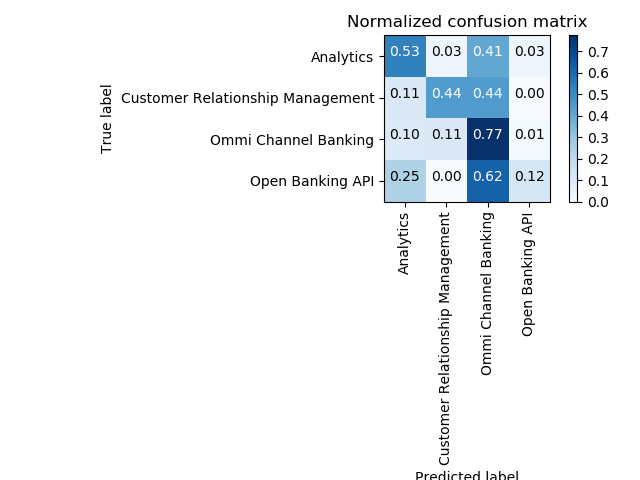 Normalized confusion matrix
True label
Analytics 0.53 0.03 0.41 0.03
Customer Relationship Management 0.11 0.44 0.44 0.00
Ommi Channel Banking 0.10 0.11 0.77 0.01
Open Banking API 0.25 0.00 0.62 0.12
0.7
0.6
0.5
0.4
0.3
0.2
0.1
0.0
Analytics
Customer Relationship Management
Ommi Channel Banking
Open Banking API
Predicted label